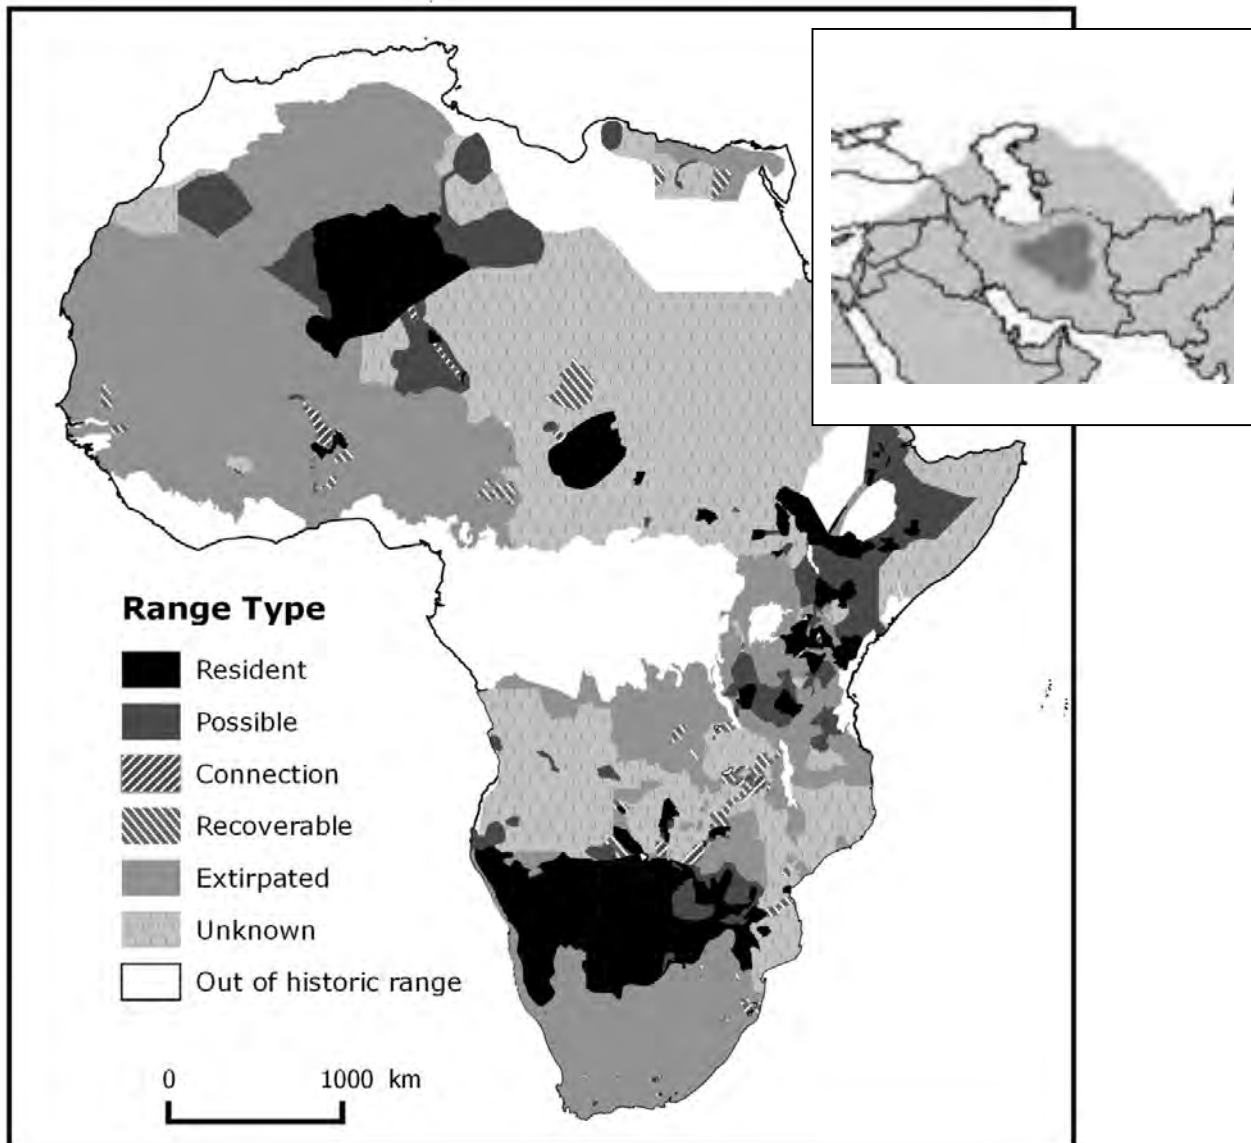 Range Type
Resident
Possible
Connection
Recoverable
Extirpated
Unknown
Out of historic range
0 1000 km